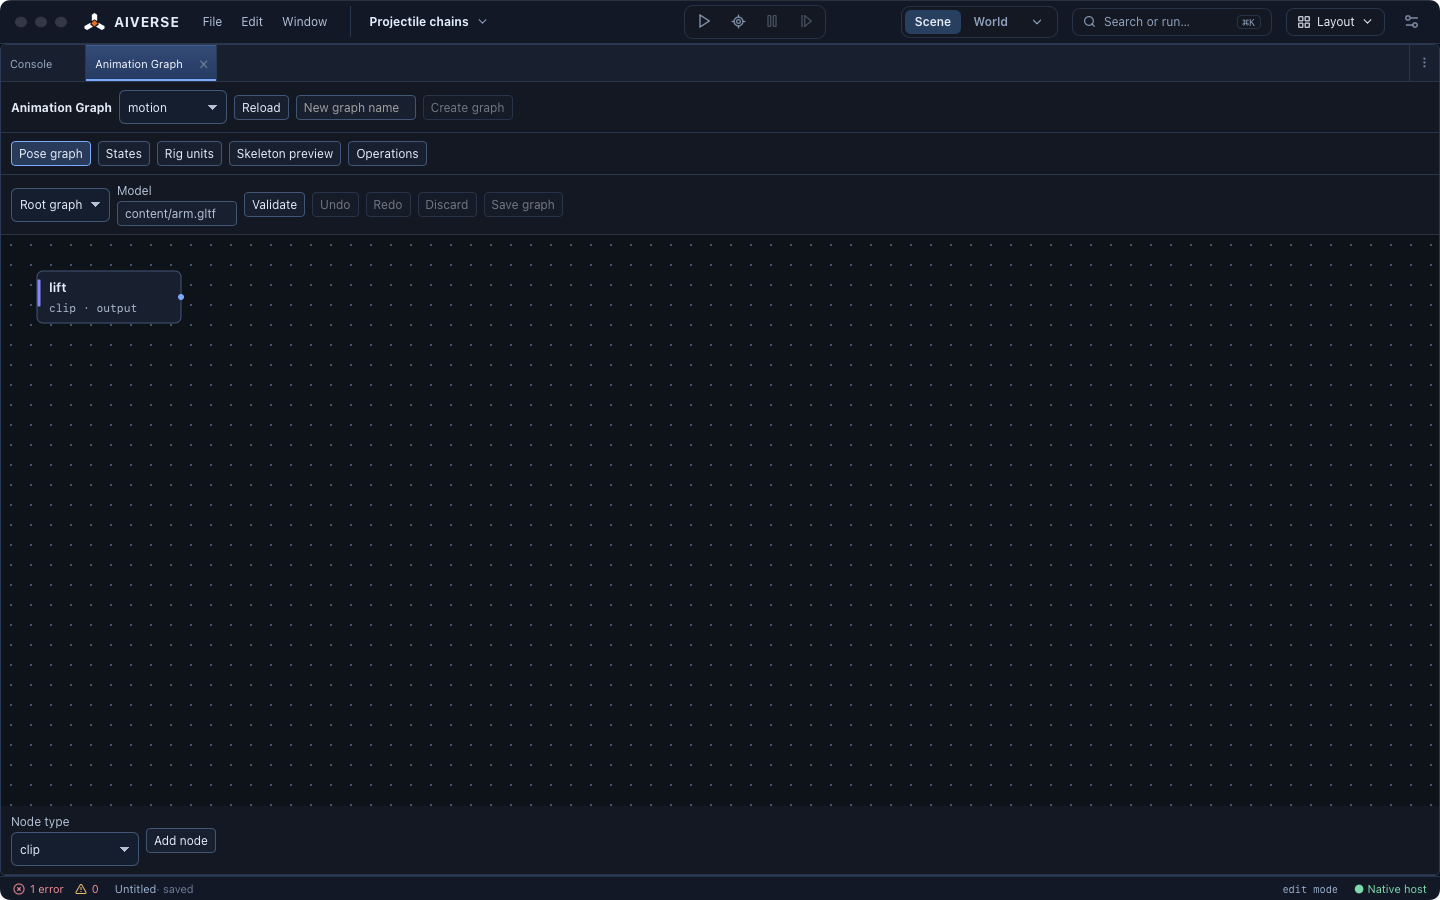 AIVERSE File Edit Window Projectile chains Scene World Search or run... ⌘K Layout
Console Animation Graph
Animation Graph motion Reload New graph name Create graph
Pose graph States Rig units Skeleton preview Operations
Root graph Model content/arm.gltf Validate Undo Redo Discard Save graph
lift
clip · output
Node type
clip Add node
1 error 0 Untitled · saved edit mode Native host